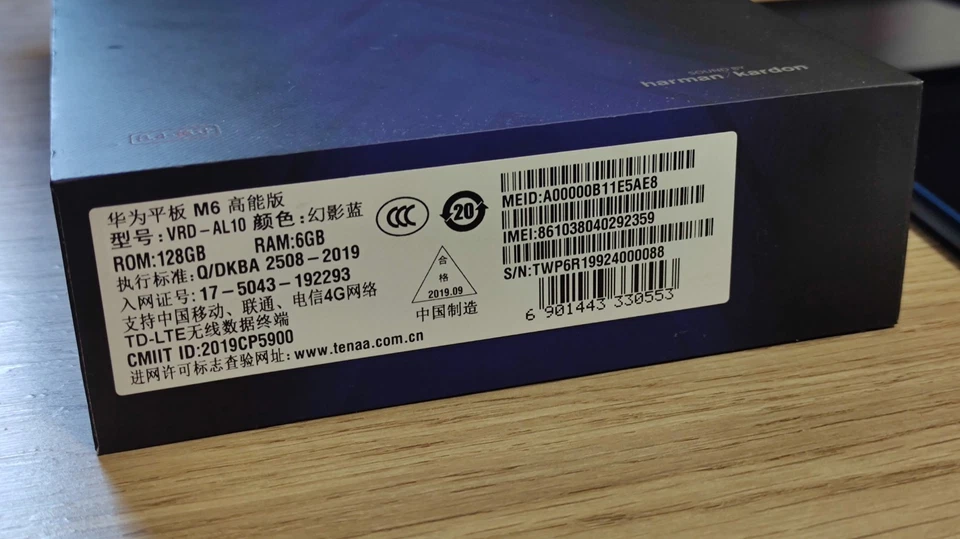 SOUND BY
harman / kardon
华为平板 M6 高能版
型号:VRD-AL10 颜色:幻影蓝
ROM:128GB RAM:6GB
执行标准: Q/DKBA 2508-2019
入网证号: 17-5043-192293
支持中国移动、联通、电信4G网络
TD-LTE无线数据终端
CMIIT ID:2019CP5900
进网许可标志查验网址: www.tenaa.com.cn
CCC
20
合
格
2019.09
中国制造
MEID:A00000B11E5AE8
IMEI:861038040292359
S/N:TWP6R19924000088
6 901443 330553